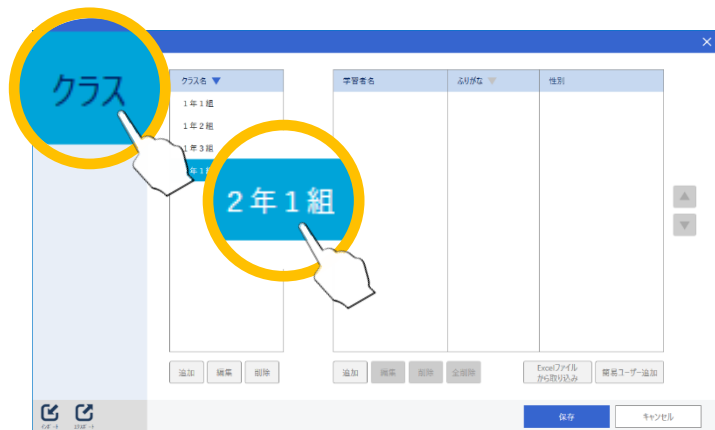 クラス
クラス名 ▼
学習者名
ふりがな ▼
性別
1年1組
1年2組
1年3組
2年1組
追加
編集
削除
追加
編集
削除
全削除
Excelファイル
から取り込み
簡易ユーザー追加
保存
キャンセル